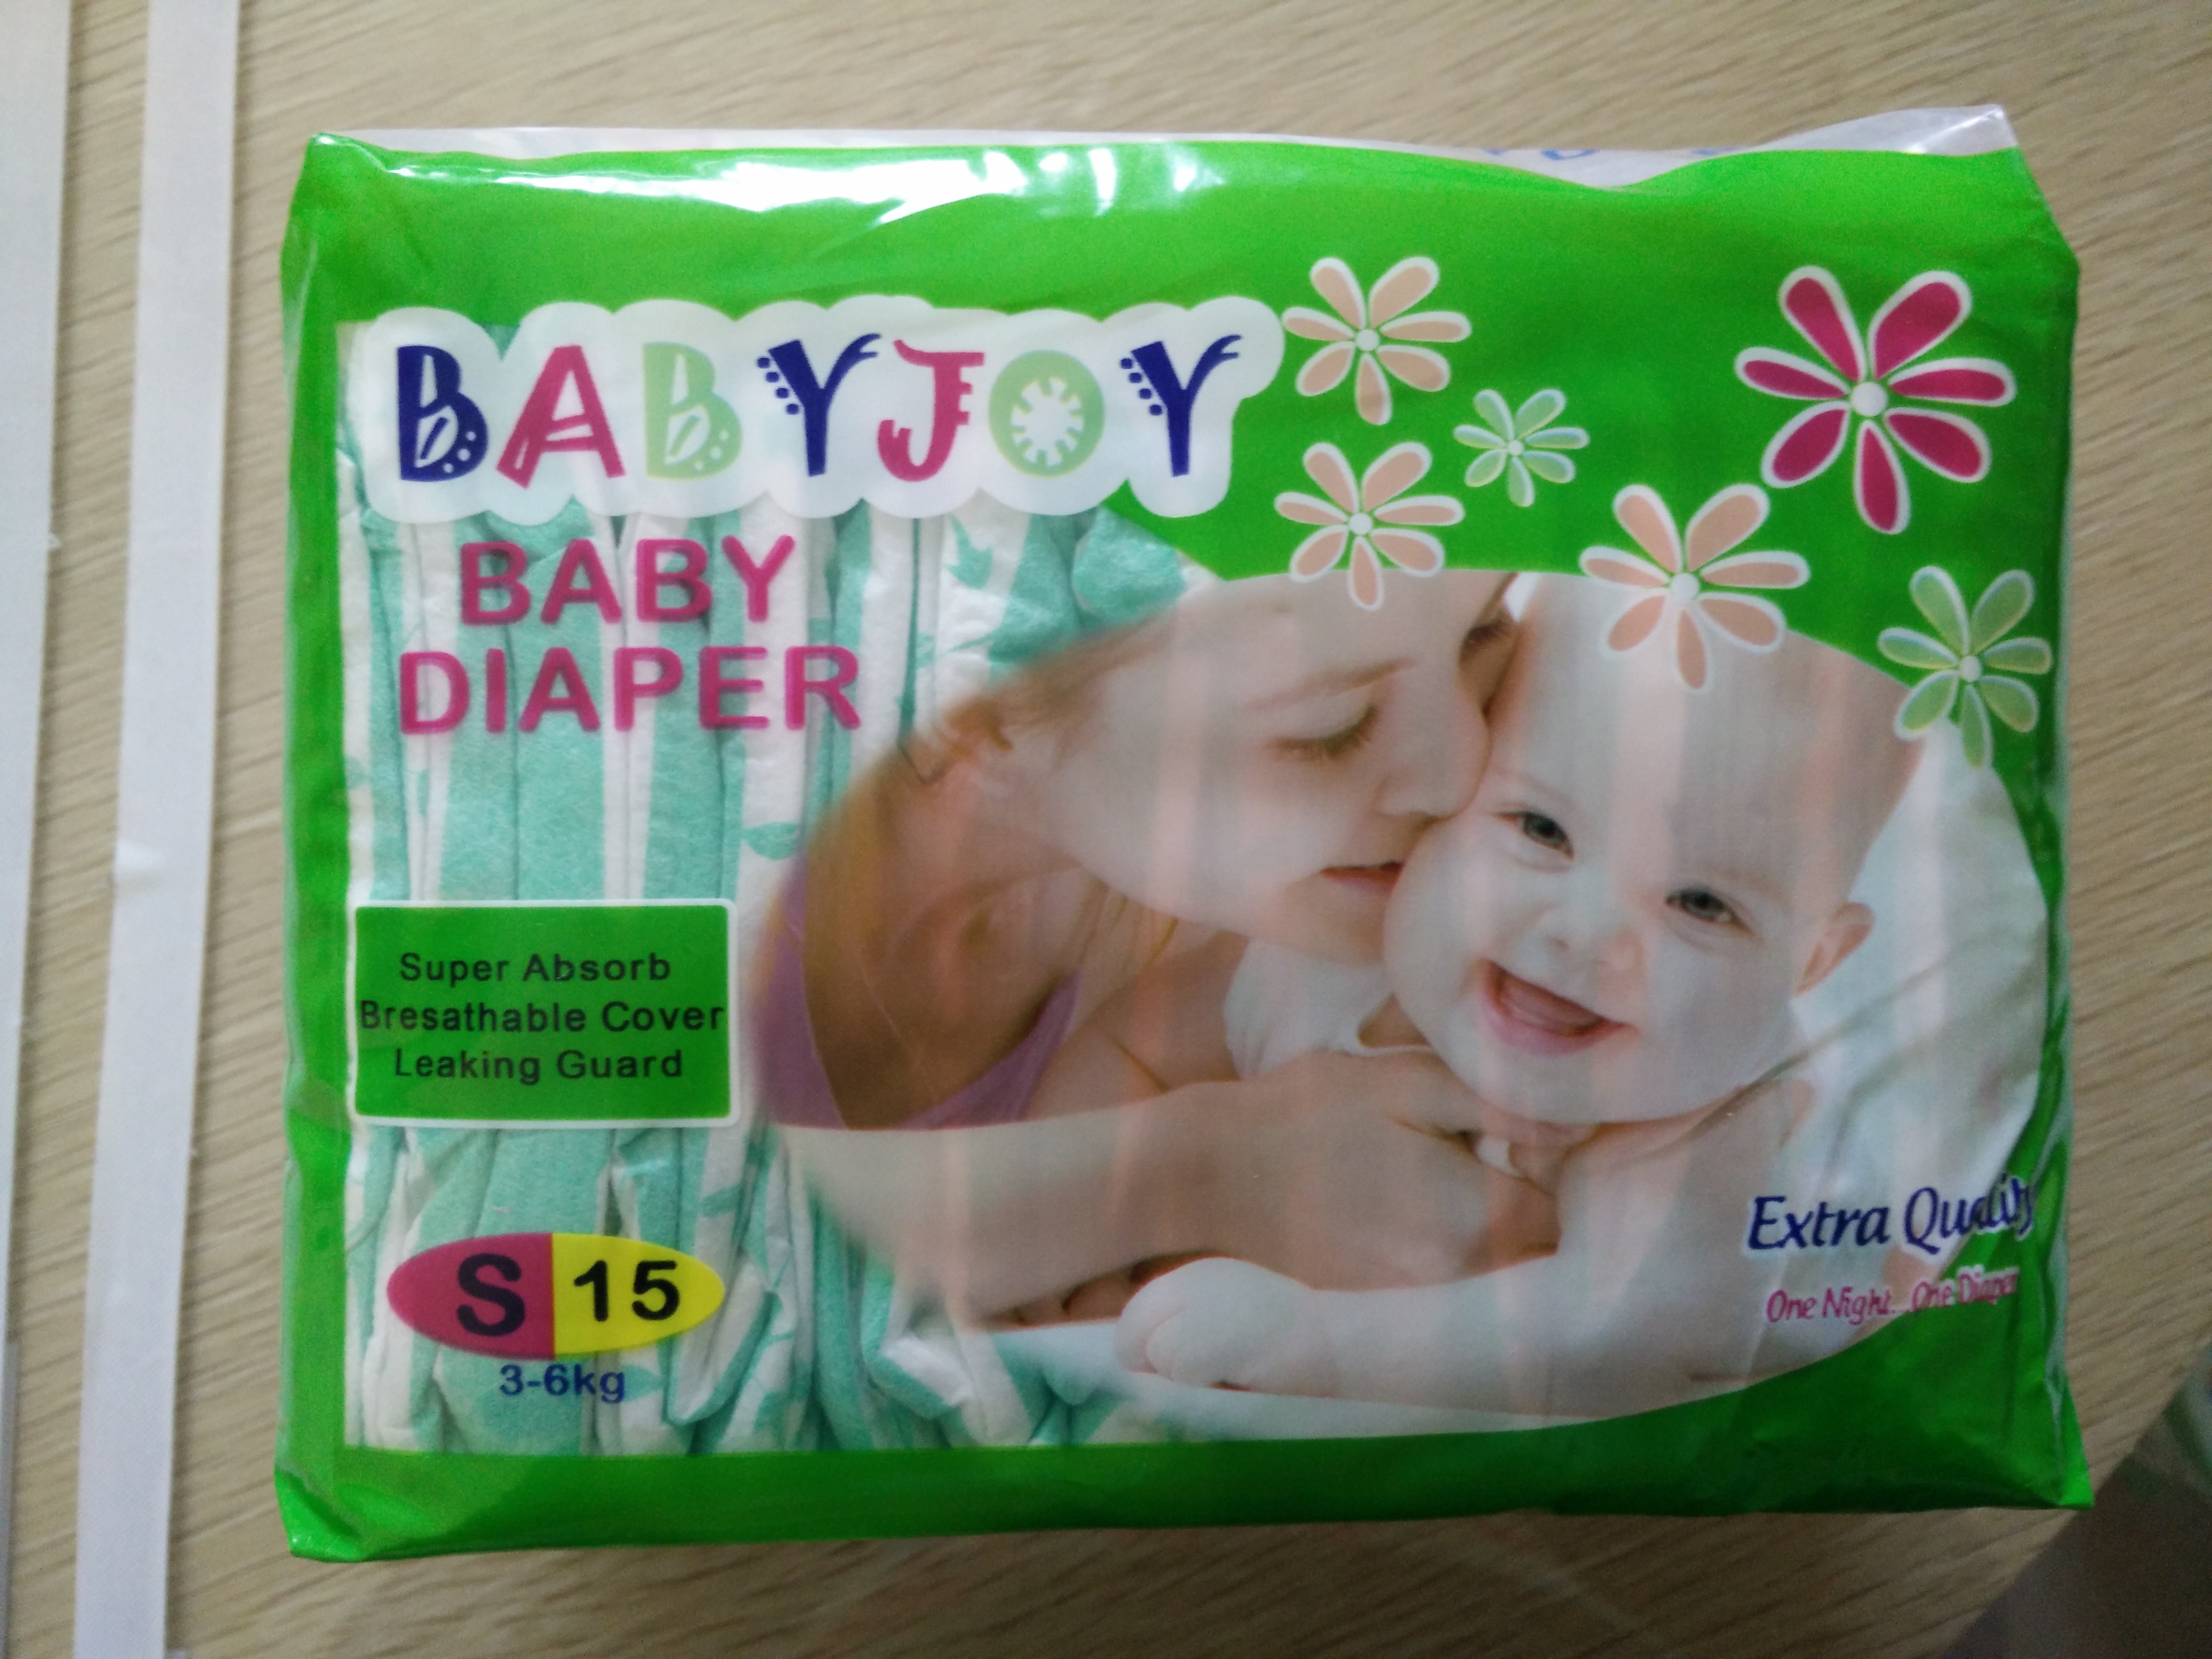 BABYJOY
BABY
DIAPER
Super Absorb
Bresathable Cover
Leaking Guard
S 15
3-6kg
Extra Quality
One Night...One Diaper